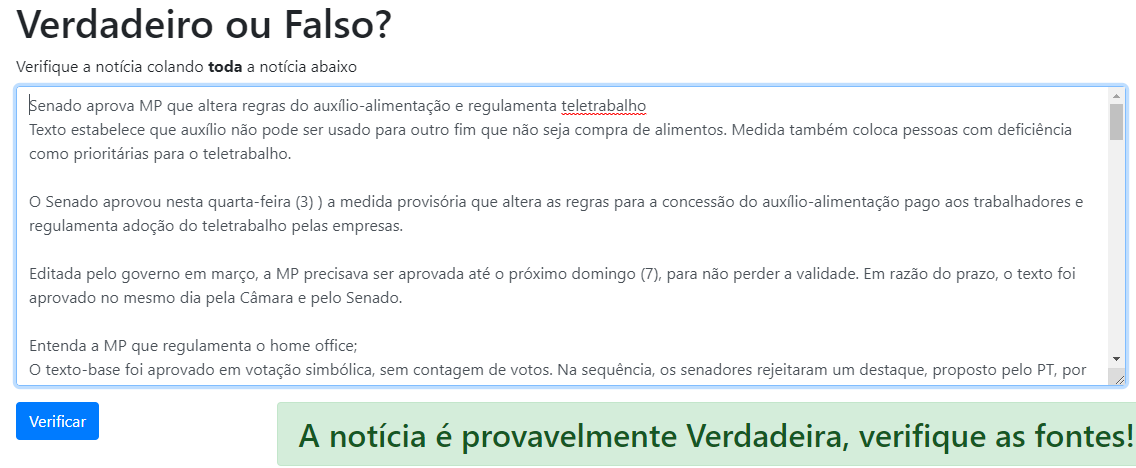 Verdadeiro ou Falso?
Verifique a notícia colando toda a notícia abaixo
Senado aprova MP que altera regras do auxílio-alimentação e regulamenta teletrabalho
Texto estabelece que auxílio não pode ser usado para outro fim que não seja compra de alimentos. Medida também coloca pessoas com deficiência
como prioritárias para o teletrabalho.
O Senado aprovou nesta quarta-feira (3) ) a medida provisória que altera as regras para a concessão do auxílio-alimentação pago aos trabalhadores e
regulamenta adoção do teletrabalho pelas empresas.
Editada pelo governo em março, a MP precisava ser aprovada até o próximo domingo (7), para não perder a validade. Em razão do prazo, o texto foi
aprovado no mesmo dia pela Câmara e pelo Senado.
Entenda a MP que regulamenta o home office;
O texto-base foi aprovado em votação simbólica, sem contagem de votos. Na sequência, os senadores rejeitaram um destaque, proposto pelo PT, por
Verificar
A notícia é provavelmente Verdadeira, verifique as fontes!